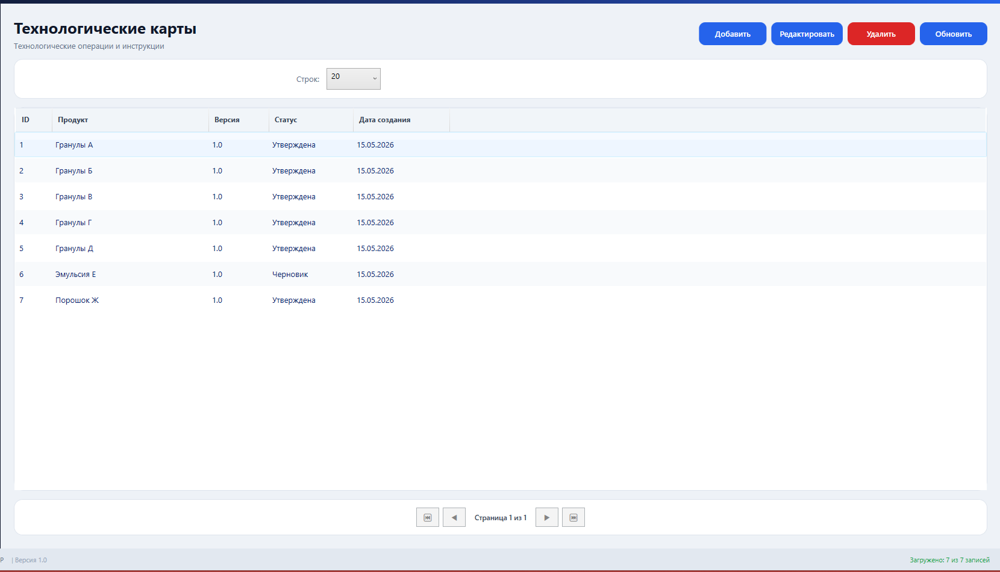 Технологические карты
Технологические операции и инструкции
Добавить Редактировать Удалить Обновить
Строк: 20
ID Продукт Версия Статус Дата создания
1 Гранулы А 1.0 Утверждена 15.05.2026
2 Гранулы Б 1.0 Утверждена 15.05.2026
3 Гранулы В 1.0 Утверждена 15.05.2026
4 Гранулы Г 1.0 Утверждена 15.05.2026
5 Гранулы Д 1.0 Утверждена 15.05.2026
6 Эмульсия Е 1.0 Черновик 15.05.2026
7 Порошок Ж 1.0 Утверждена 15.05.2026
Страница 1 из 1
Р | Версия 1.0 Загружено: 7 из 7 записей